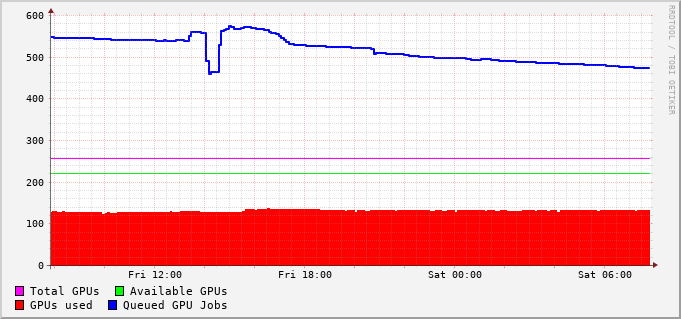 600
500
400
300
200
100
0
Fri 12:00 Fri 18:00 Sat 00:00 Sat 06:00
Total GPUs Available GPUs
GPUs used Queued GPU Jobs
RRDTOOL / TOBI OETIKER